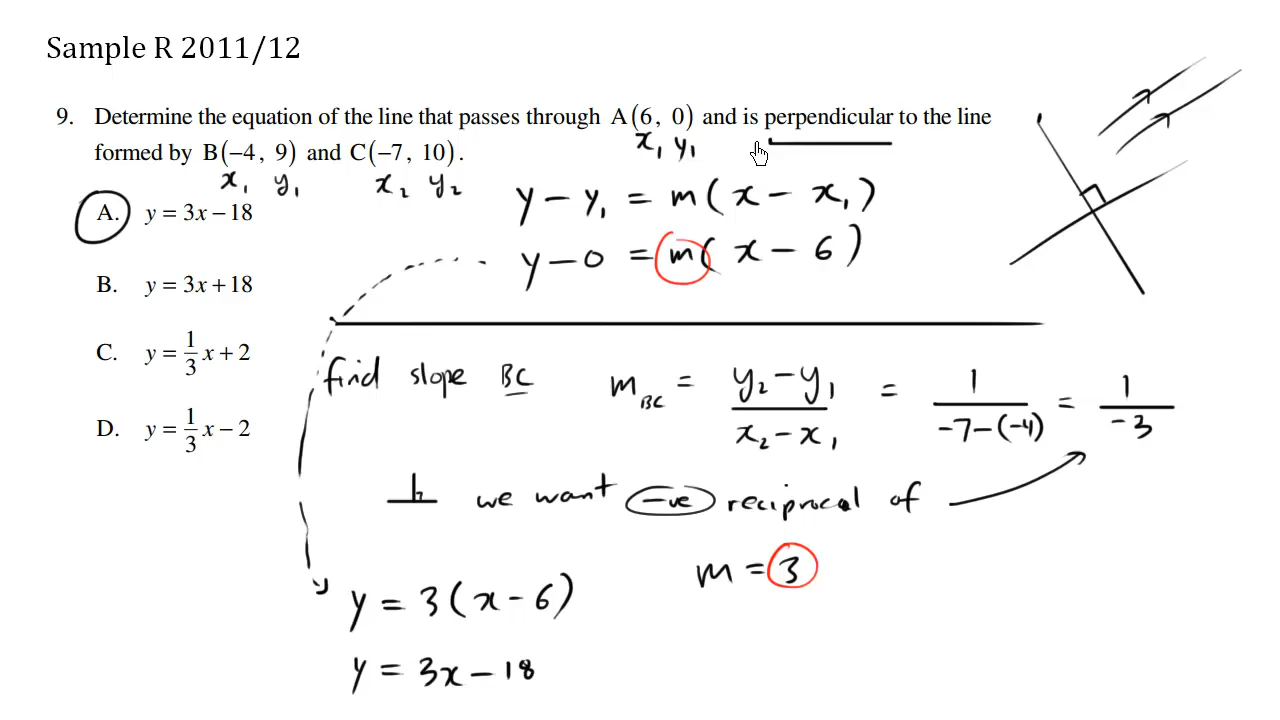 Sample R 2011/12
9. Determine the equation of the line that passes through A(6, 0) and is perpendicular to the line
formed by B(−4, 9) and C(−7, 10).
x₁ y₁
x₁ y₁ x₂ y₂
A. y = 3x − 18
B. y = 3x + 18
C. y = 1/3 x + 2
D. y = 1/3 x − 2
y − y₁ = m(x − x₁)
y − 0 = m(x − 6)
find slope BC m_BC = (y₂ − y₁)/(x₂ − x₁) = 1/(−7−(−4)) = 1/−3
⊥ we want −ve reciprocal of
m = 3
y = 3(x − 6)
y = 3x − 18